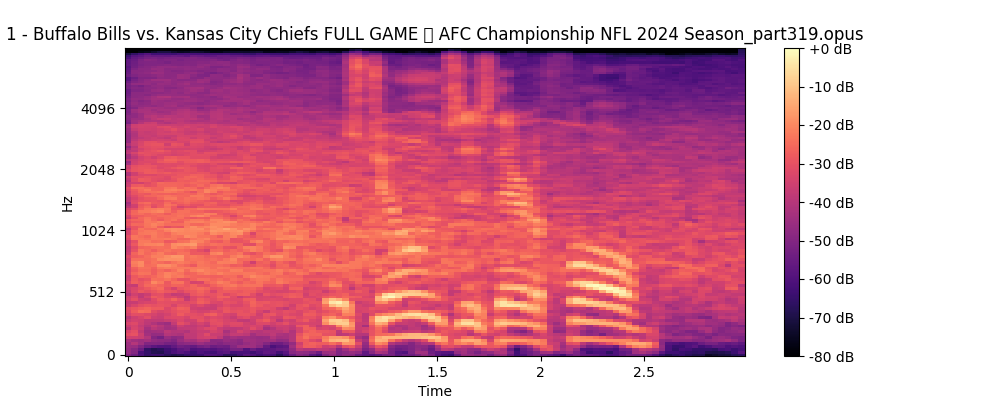 1 - Buffalo Bills vs. Kansas City Chiefs FULL GAME ▯ AFC Championship NFL 2024 Season_part319.opus
Hz
4096
2048
1024
512
0
0
0.5
1
1.5
2
2.5
Time
+0 dB
-10 dB
-20 dB
-30 dB
-40 dB
-50 dB
-60 dB
-70 dB
-80 dB